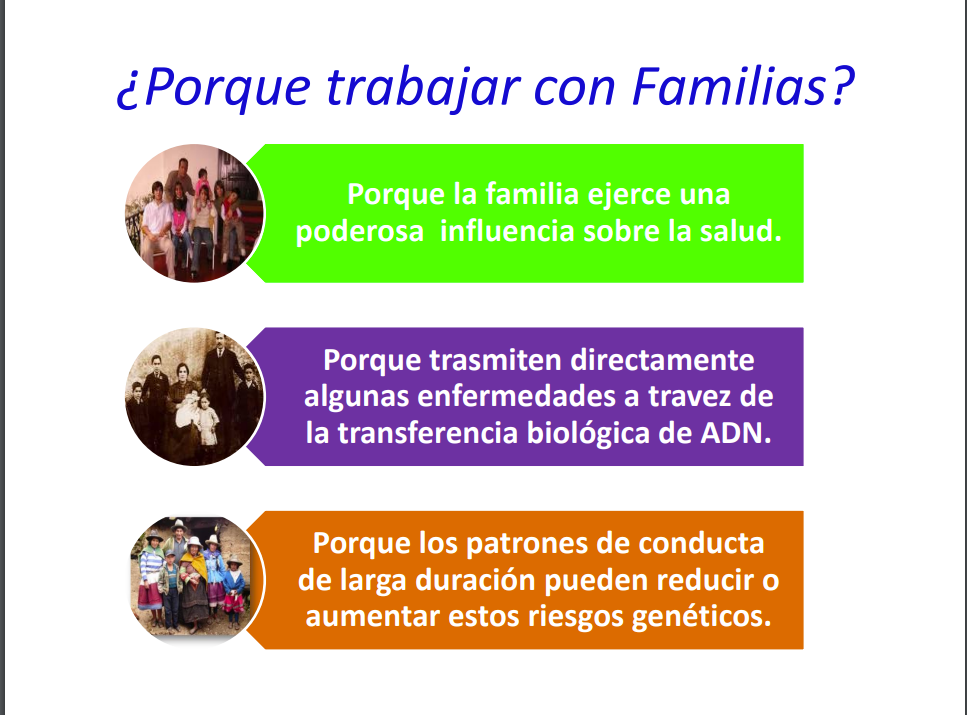 ¿Porque trabajar con Familias?
Porque la familia ejerce una
poderosa  influencia sobre la salud.
Porque trasmiten directamente
algunas enfermedades a travez de
la transferencia biológica de ADN.
Porque los patrones de conducta
de larga duración pueden reducir o
aumentar estos riesgos genéticos.